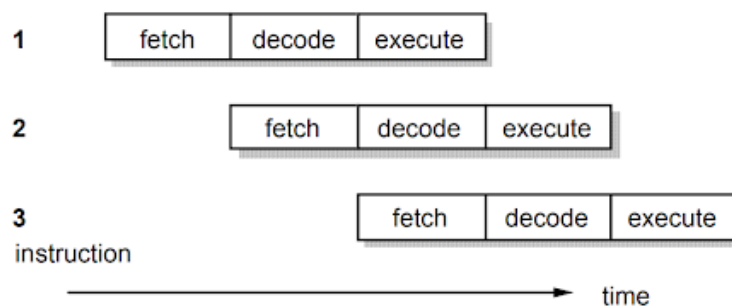 1 fetch decode execute
2 fetch decode execute
3 fetch decode execute
instruction
time